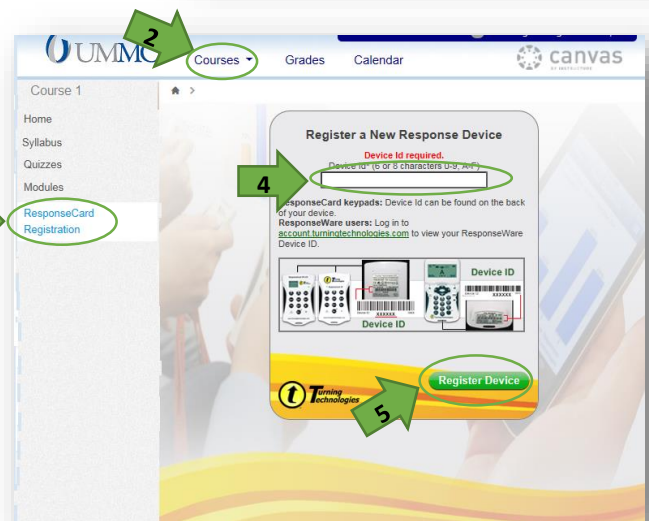 2
UMMC
Courses
Grades
Calendar
canvas
Course 1
>
Home
Syllabus
Quizzes
Modules
ResponseCard
Registration
Register a New Response Device
Device Id required.
Device Id* (6 or 8 characters 0-9, A-F)
4
ResponseCard keypads: Device Id can be found on the back
of your device.
ResponseWare users: Log in to
account.turningtechnologies.com to view your ResponseWare
Device ID.
Device ID
XXXXXX
Device ID
Register Device
Turning
Technologies
5